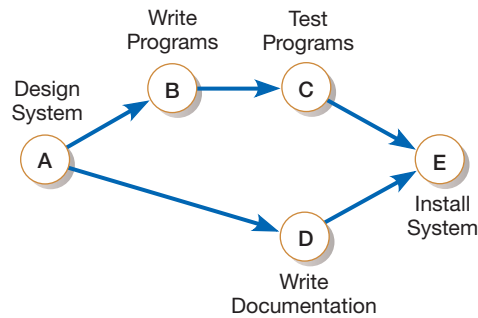 Write
Programs
Test
Programs
Design
System
B
C
A
E
Install
System
D
Write
Documentation